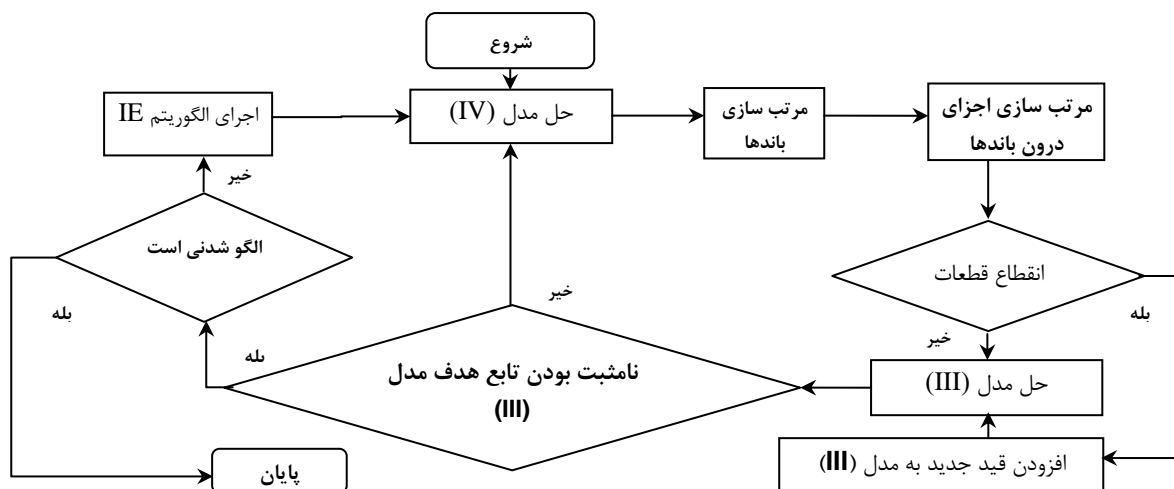 شروع
اجرای الگوریتم IE
حل مدل (IV)
مرتب سازی
باندها
مرتب سازی اجزای
درون باندها
خیر
الگو شدنی است
بله
انقطاع قطعات
بله
خیر
خیر
بله
نامثبت بودن تابع هدف مدل
(III)
حل مدل (III)
افزودن قید جدید به مدل (III)
پایان